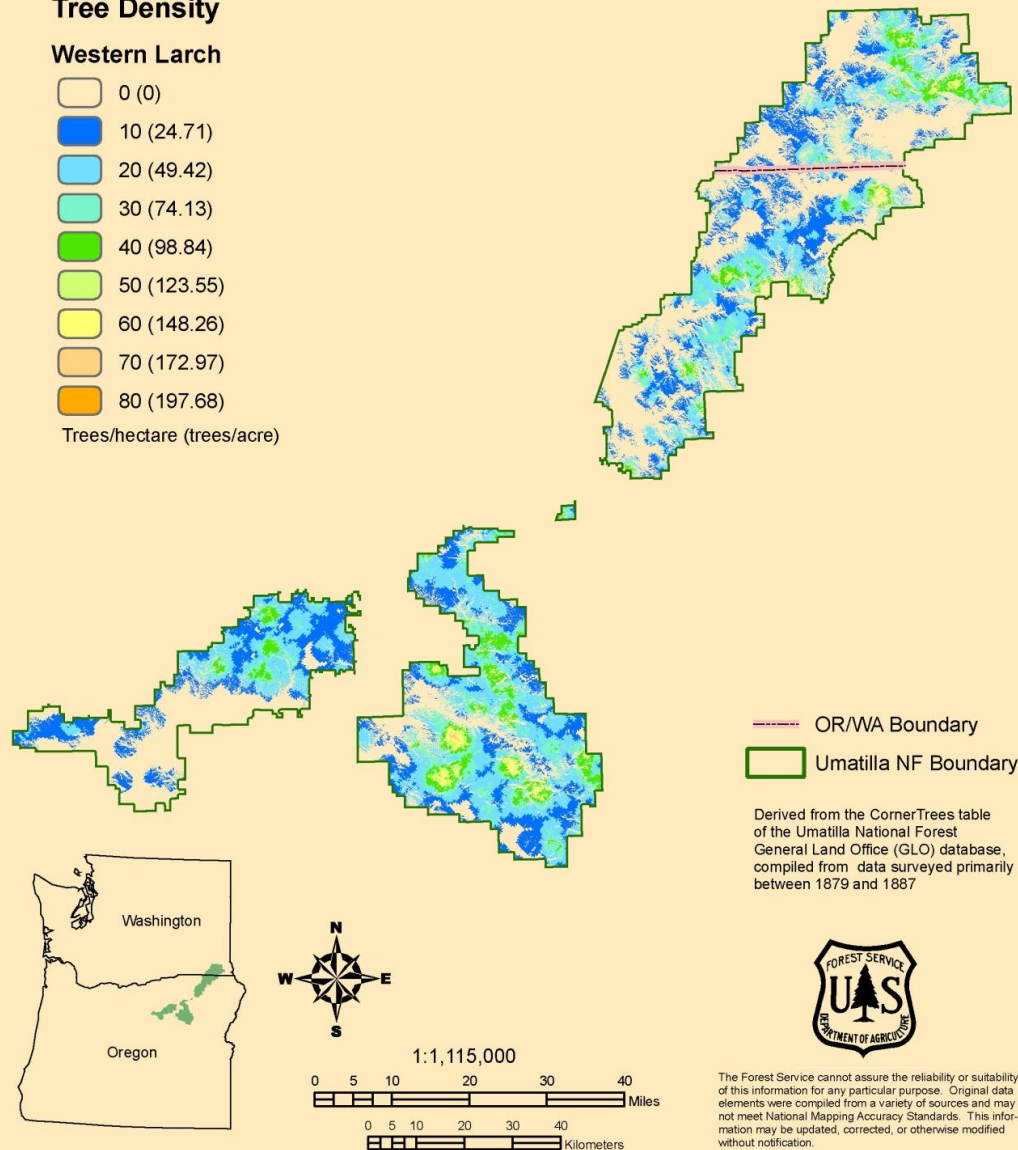 Tree Density
Western Larch
0 (0)
10 (24.71)
20 (49.42)
30 (74.13)
40 (98.84)
50 (123.55)
60 (148.26)
70 (172.97)
80 (197.68)
Trees/hectare (trees/acre)
OR/WA Boundary
Umatilla NF Boundary
Derived from the CornerTrees table
of the Umatilla National Forest
General Land Office (GLO) database,
compiled from data surveyed primarily
between 1879 and 1887
Washington
Oregon
N
W E
S
1:1,115,000
0 5 10 20 30 40
Miles
0 5 10 20 30 40
Kilometers
FOREST SERVICE
U S
DEPARTMENT OF AGRICULTURE
The Forest Service cannot assure the reliability or suitability
of this information for any particular purpose. Original data
elements were compiled from a variety of sources and may
not meet National Mapping Accuracy Standards. This infor-
mation may be updated, corrected, or otherwise modified
without notification.